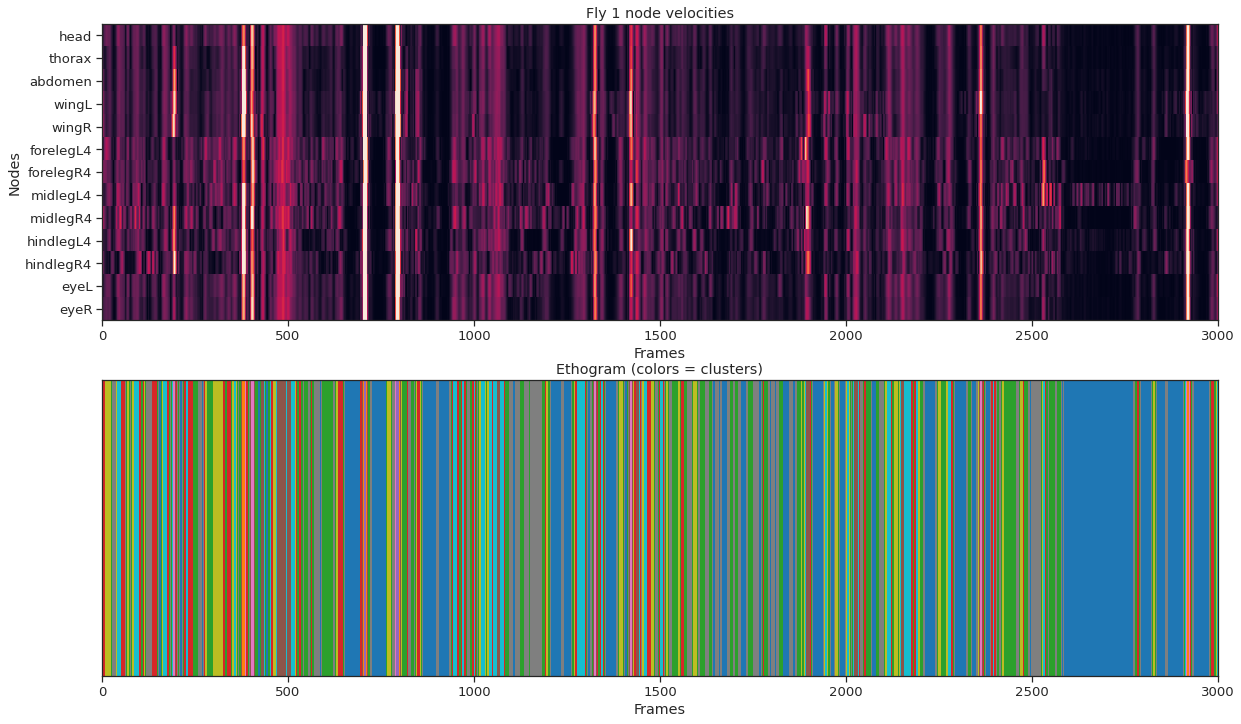 Fly 1 node velocities
Nodes
head
thorax
abdomen
wingL
wingR
forelegL4
forelegR4
midlegL4
midlegR4
hindlegL4
hindlegR4
eyeL
eyeR
0 500 1000 1500 2000 2500 3000
Frames
Ethogram (colors = clusters)
0 500 1000 1500 2000 2500 3000
Frames